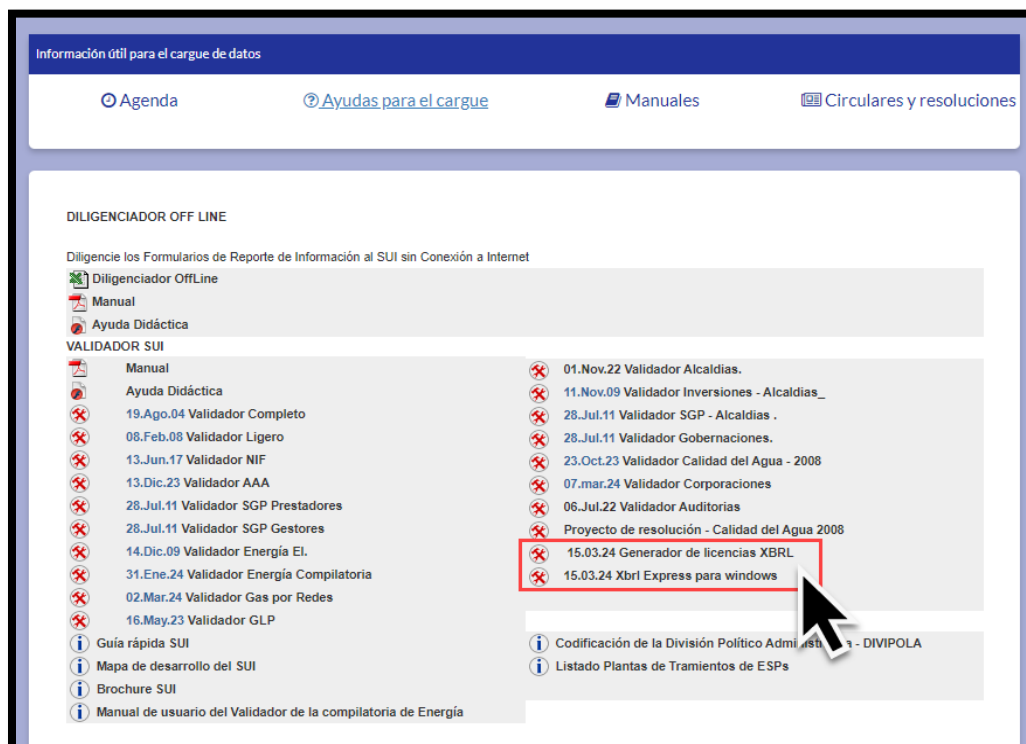 Información útil para el cargue de datos
Agenda
Ayudas para el cargue
Manuales
Circulares y resoluciones
DILIGENCIADOR OFF LINE
Diligencie los Formularios de Reporte de Información al SUI sin Conexión a Internet
Diligenciador OffLine
Manual
Ayuda Didáctica
VALIDADOR SUI
Manual
Ayuda Didáctica
19.Ago.04 Validador Completo
08.Feb.08 Validador Ligero
13.Jun.17 Validador NIF
13.Dic.23 Validador AAA
28.Jul.11 Validador SGP Prestadores
28.Jul.11 Validador SGP Gestores
14.Dic.09 Validador Energía El.
31.Ene.24 Validador Energía Compilatoria
02.Mar.24 Validador Gas por Redes
16.May.23 Validador GLP
01.Nov.22 Validador Alcaldias.
11.Nov.09 Validador Inversiones - Alcaldias_
28.Jul.11 Validador SGP - Alcaldias .
28.Jul.11 Validador Gobernaciones.
23.Oct.23 Validador Calidad del Agua - 2008
07.mar.24 Validador Corporaciones
06.Jul.22 Validador Auditorias
Proyecto de resolución - Calidad del Agua 2008
15.03.24 Generador de licencias XBRL
15.03.24 Xbrl Express para windows
Guía rápida SUI
Mapa de desarrollo del SUI
Brochure SUI
Manual de usuario del Validador de la compilatoria de Energía
Codificación de la División Político - DIVIPOLA
Listado Plantas de Tramientos de ESPs